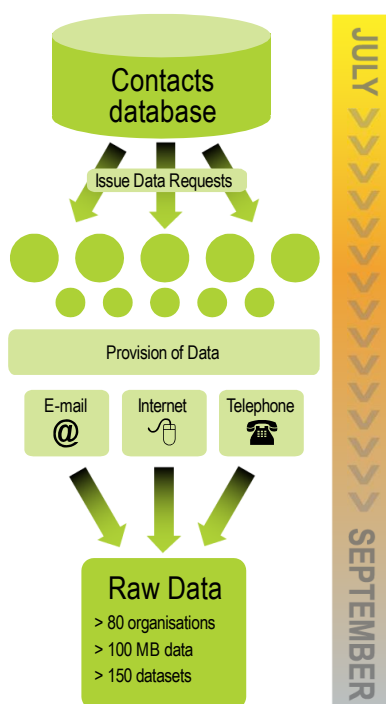 Contacts
database
Issue Data Requests
Provision of Data
E-mail
@
Internet
Telephone
Raw Data
> 80 organisations
> 100 MB data
> 150 datasets
JULY >>>>>>>>>>>>> SEPTEMBER